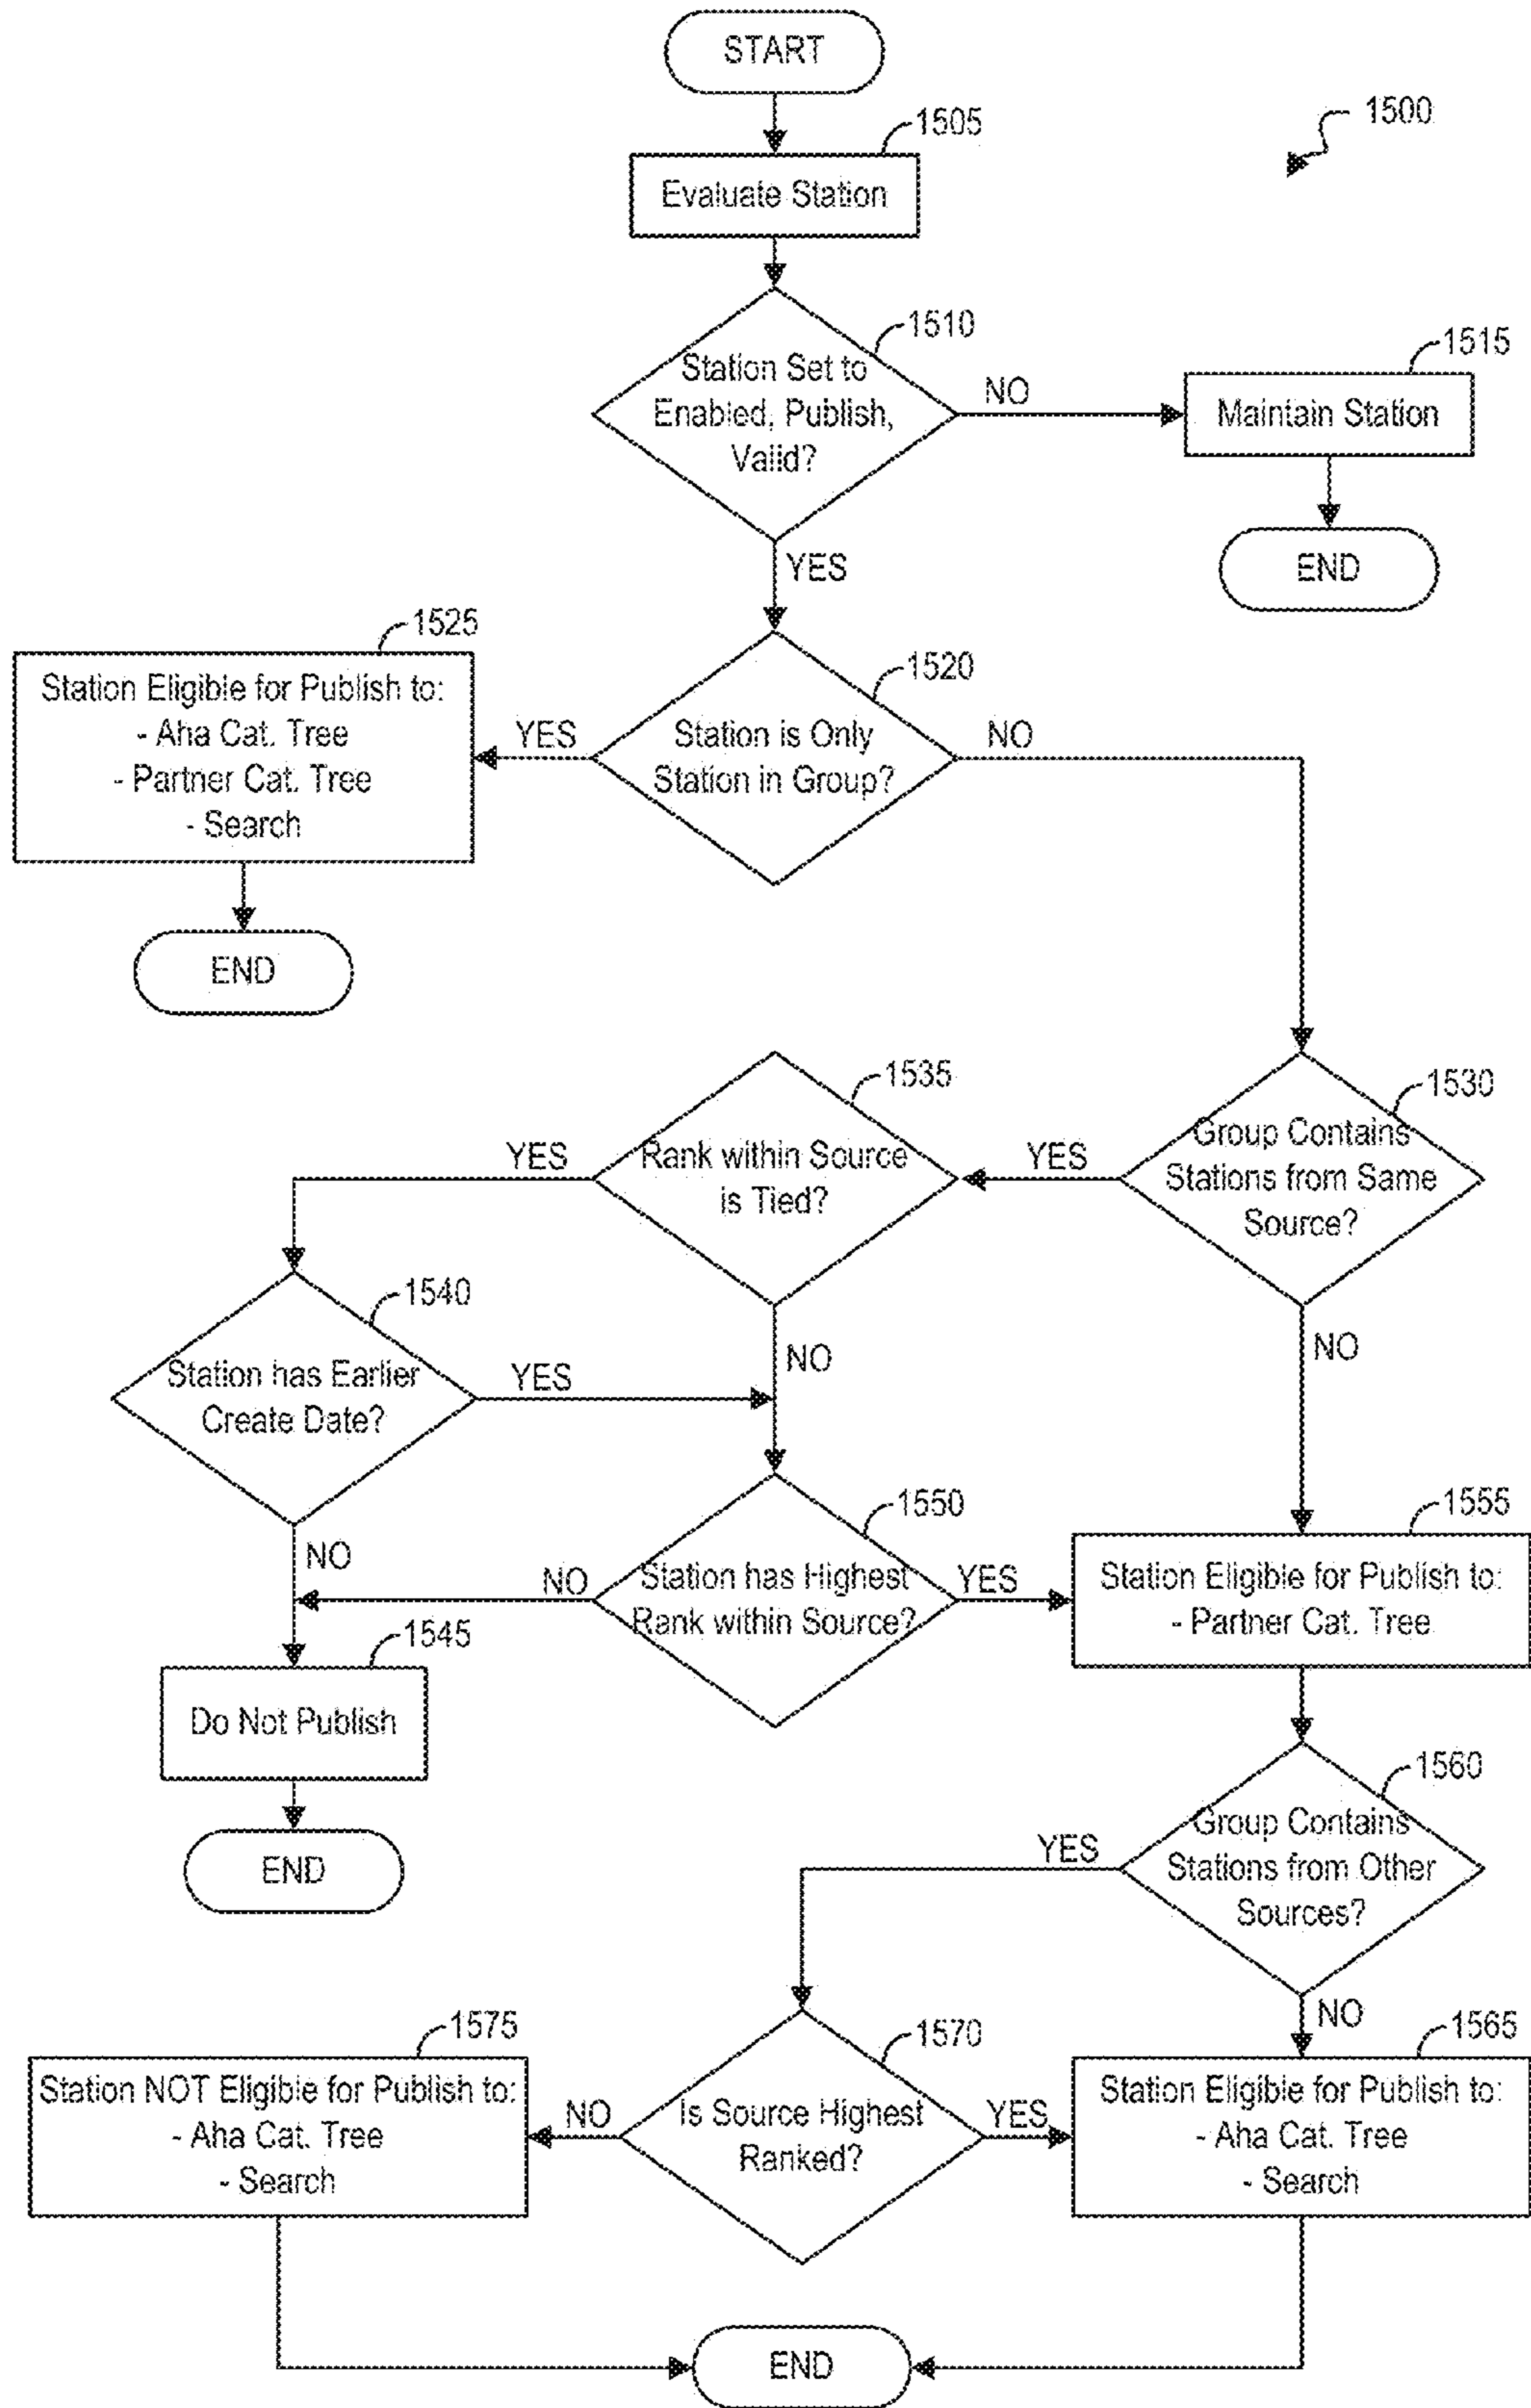 START
1500
1505
Evaluate Station
1510
Station Set to
Enabled, Publish,
Valid?
NO
1515
Maintain Station
END
YES
1520
Station is Only
Station in Group?
YES
NO
1525
Station Eligible for Publish to:
- Aha Cat. Tree
- Partner Cat. Tree
- Search
END
1530
Group Contains
Stations from Same
Source?
YES
NO
1535
Rank within Source
is Tied?
YES
NO
1540
Station has Earlier
Create Date?
YES
NO
1545
Do Not Publish
END
1550
Station has Highest
Rank within Source?
NO
YES
1555
Station Eligible for Publish to:
- Partner Cat. Tree
1560
Group Contains
Stations from Other
Sources?
YES
NO
1565
Station Eligible for Publish to:
- Aha Cat. Tree
- Search
1570
Is Source Highest
Ranked?
YES
NO
1575
Station NOT Eligible for Publish to:
- Aha Cat. Tree
- Search
END